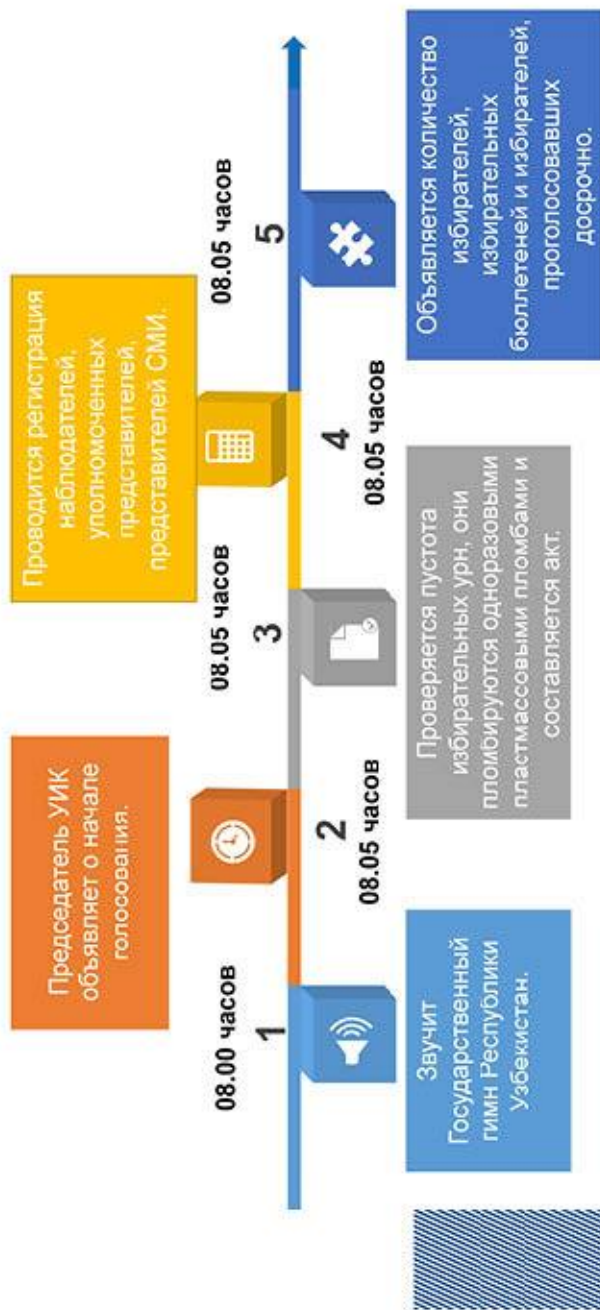 08.00 часов
1
Звучит
Государственный
гимн Республики
Узбекистан.
Председатель УИК
объявляет о начале
голосования.
2
08.05 часов
08.05 часов
3
Проверяется пустота
избирательных урн, они
пломбируются одноразовыми
пластмассовыми пломбами и
составляется акт.
Проводится регистрация
наблюдателей,
уполномоченных
представителей,
представителей СМИ.
4
08.05 часов
08.05 часов
5
Объявляется количество
избирателей,
избирательных
бюллетеней и избирателей,
проголосовавших
досрочно.